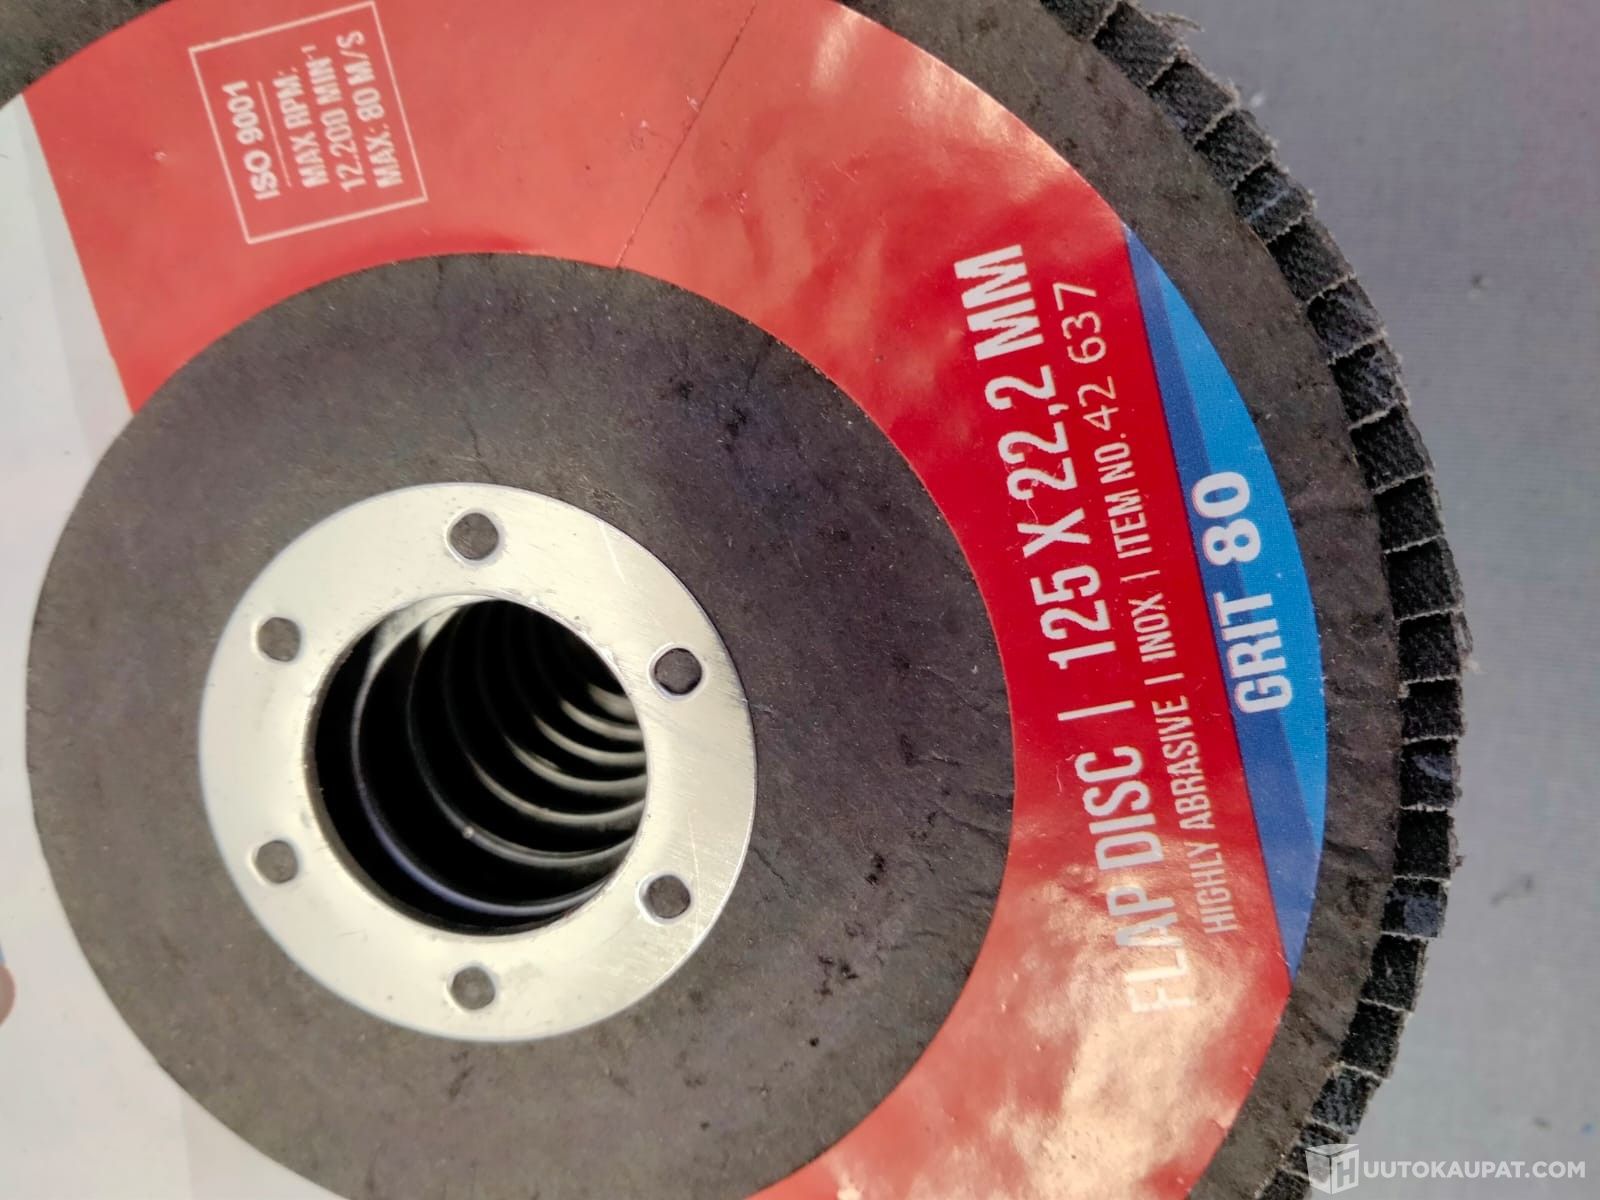 ISO 9001
MAX RPM:
12.200 MIN⁻¹
MAX: 80 M/S
FLAP DISC | 125 X 22,2 MM
HIGHLY ABRASIVE | INOX | ITEM NO. 42 637
GRIT 80
HUUTOKAUPAT.COM